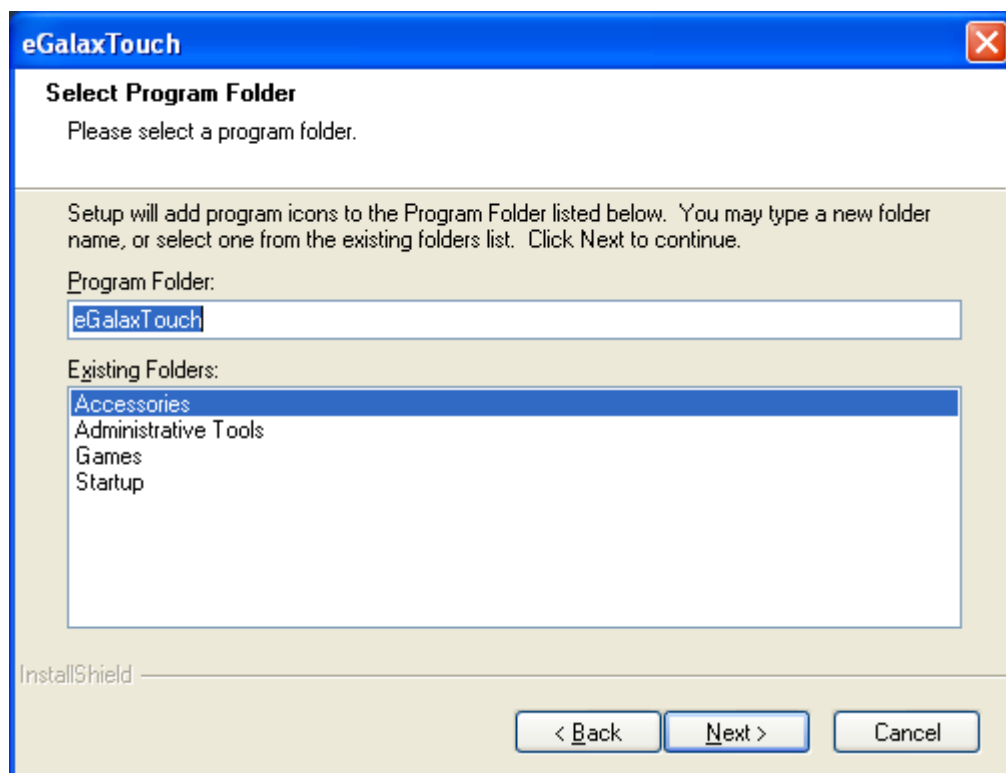 eGalaxTouch
Select Program Folder
Please select a program folder.
Setup will add program icons to the Program Folder listed below.  You may type a new folder
name, or select one from the existing folders list.  Click Next to continue.
Program Folder:
eGalaxTouch
Existing Folders:
Accessories
Administrative Tools
Games
Startup
InstallShield
< Back
Next >
Cancel